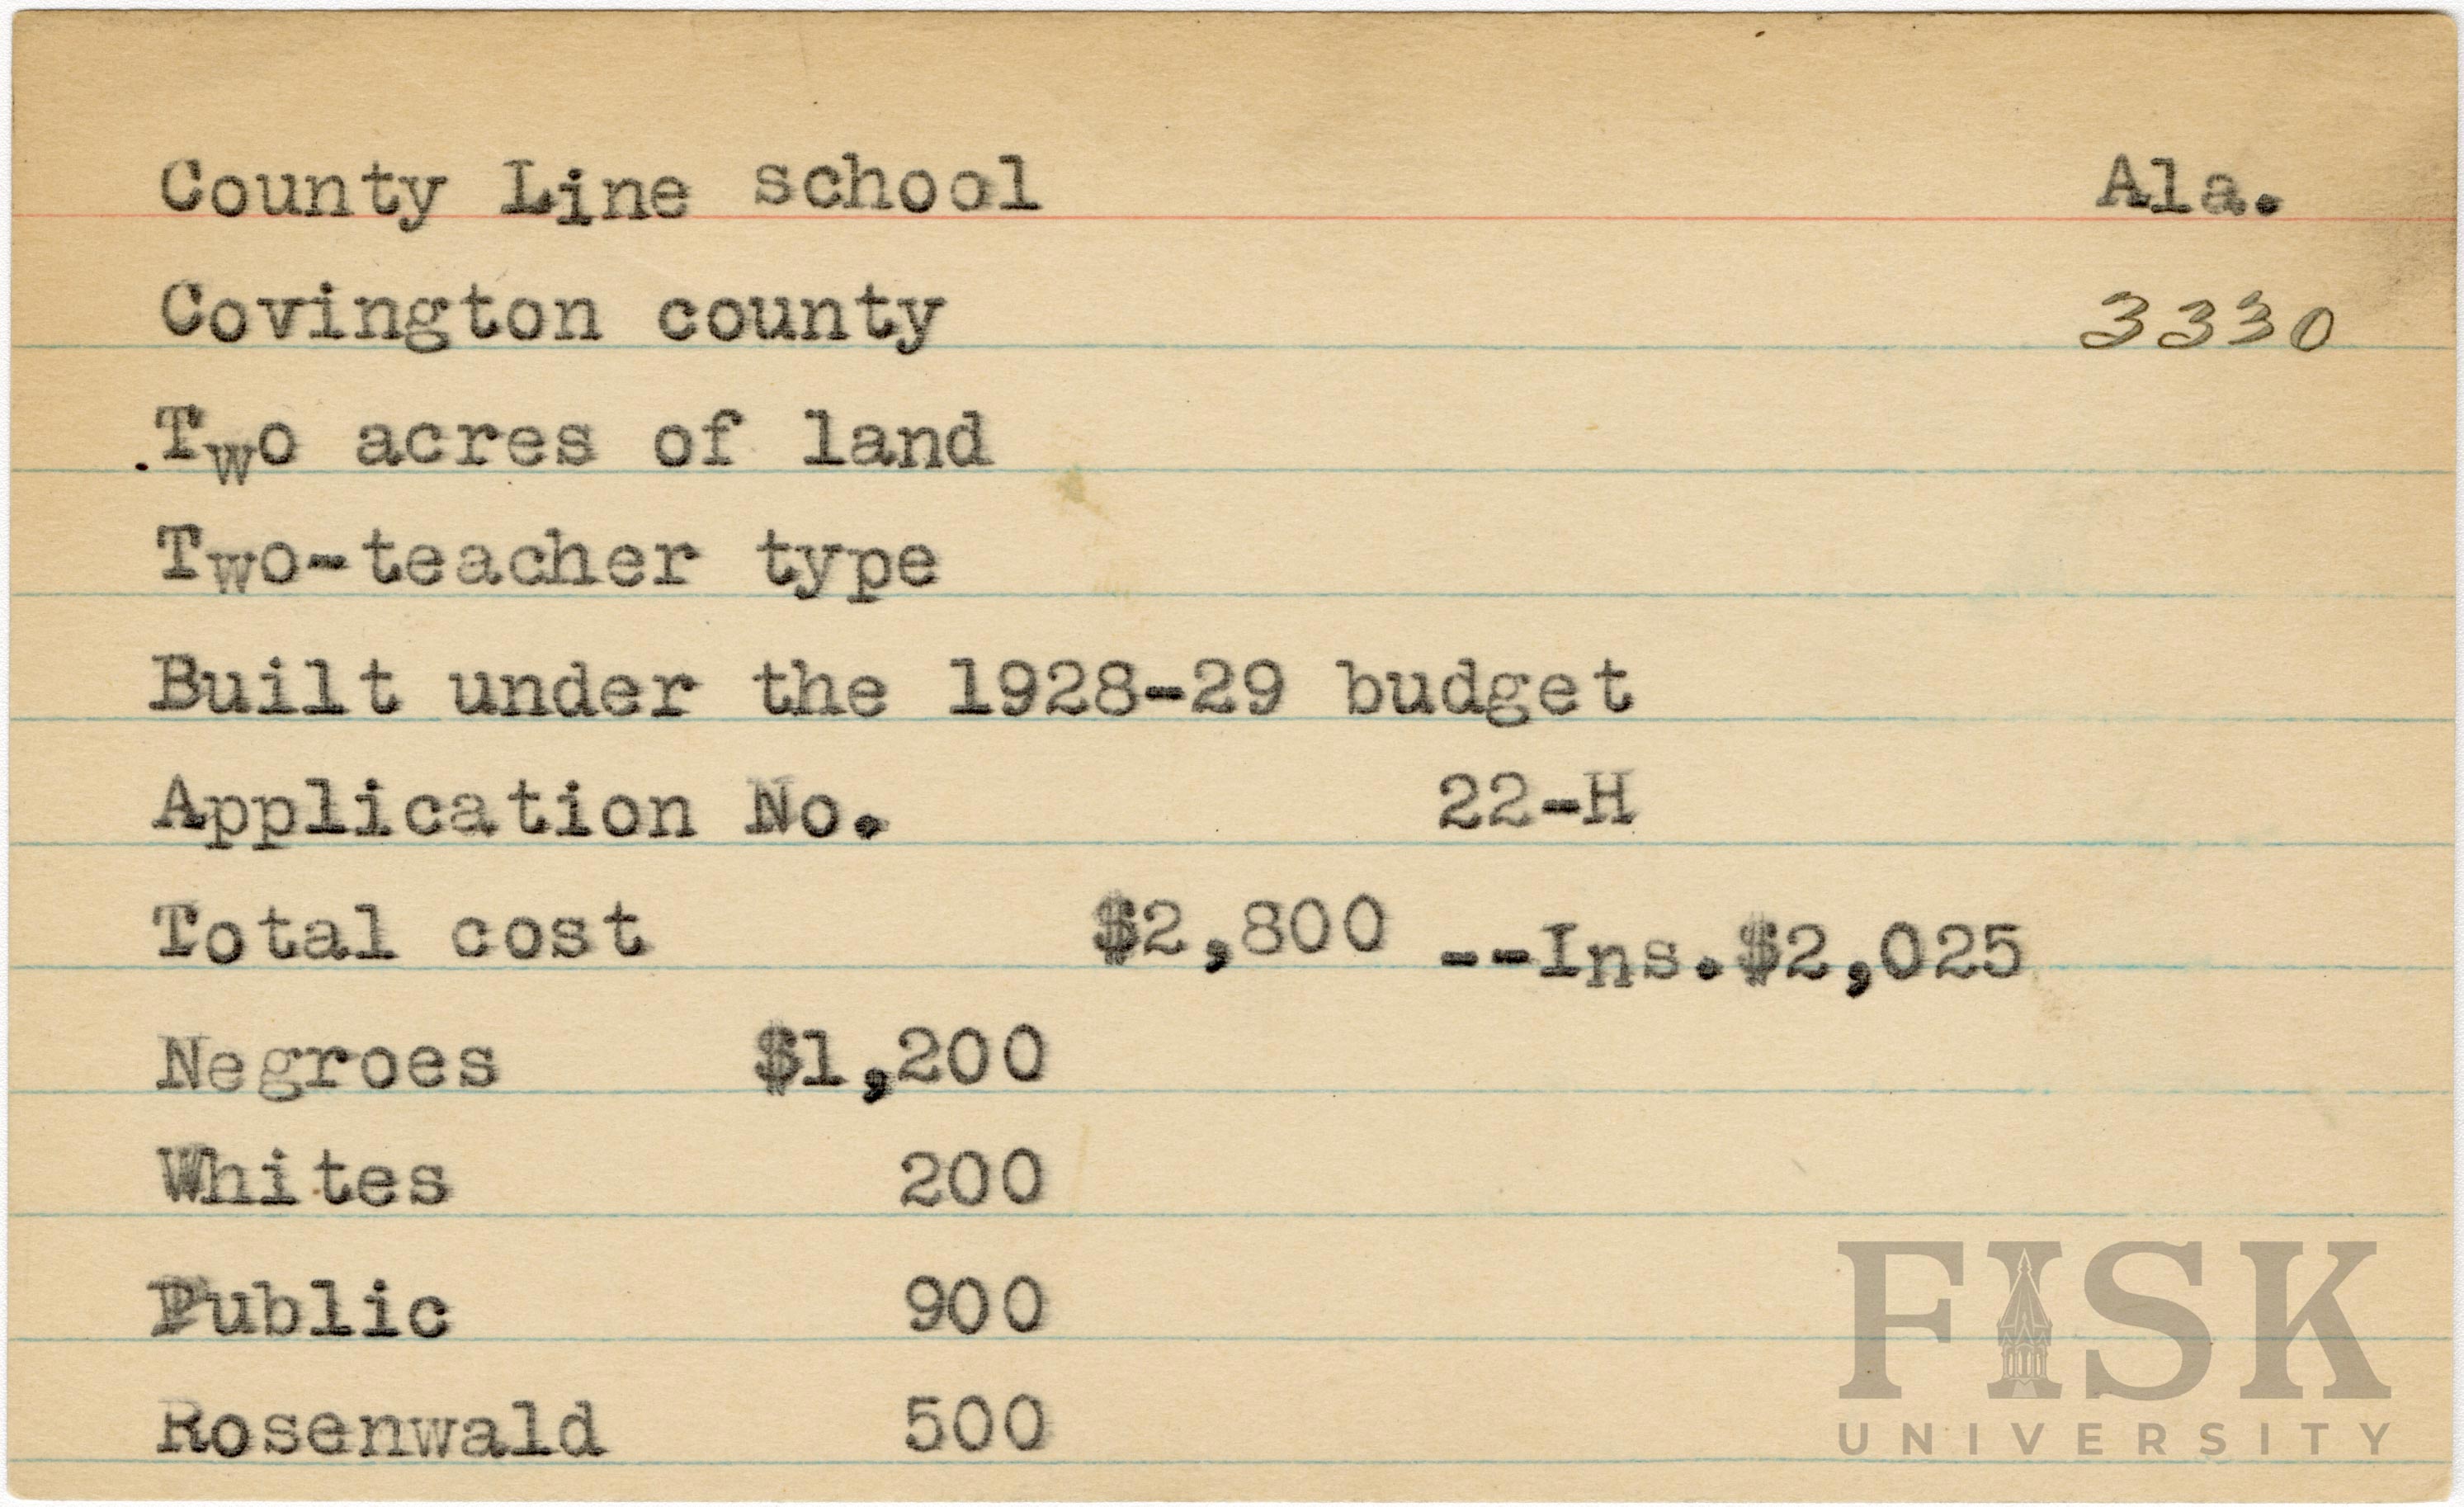 County Line school Ala.
Covington county 3330
Two acres of land
Two-teacher type
Built under the 1928-29 budget
Application No. 22-H
Total cost $2,800 --Ins.$2,025
Negroes $1,200
Whites 200
Public 900
Rosenwald 500
FISK
UNIVERSITY